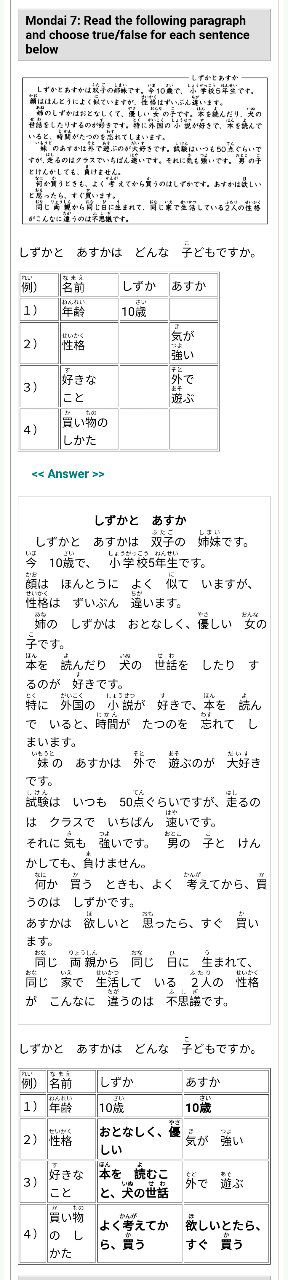 Mondai 7: Read the following paragraph
and choose true/false for each sentence
below
しずかとあすか
しずかとあすかは双子の姉妹です。今10歳で、小学校5年生です。
顔はほんとうによく似ていますが、性格はずいぶん違います。
姉のしずかはおとなしくて、優しい女の子です。本を読んだり、犬の
世話をしたりするのが好きです。特に外国の小説が好きで、本を読んで
いると、時間がたつのを忘れてしまいます。
妹のあすかは外で遊ぶのが大好きです。試験はいつも50点ぐらいで
すが、走るのはクラスでいちばん速いです。それに気も強いです。男の子
とけんかしても、負けません。
何か買うときも、よく考えてから買うのはしずかです。あすかは欲しい
と思ったら、すぐ買います。
同じ両親から同じ日に生まれて、同じ家で生活している2人の性格
がこんなに違うのは不思議です。
しずかと あすかは どんな 子どもですか。
例) 名前 しずか あすか
1) 年齢 10歳
2) 性格 気が
強い
3) 好きな
こと 外で
遊ぶ
4) 買い物の
しかた
<< Answer >>
しずかと あすか
しずかと あすかは 双子の 姉妹です。
今 10歳で、 小学校5年生です。
顔は ほんとうに よく 似て いますが、
性格は ずいぶん 違います。
姉の しずかは おとなしく、優しい 女の
子です。
本を 読んだり 犬の 世話を したり す
るのが 好きです。
特に 外国の 小説が 好きで、本を 読ん
で いると、時間が たつのを 忘れて し
まいます。
妹の あすかは 外で 遊ぶのが 大好き
です。
試験は いつも 50点ぐらいですが、走るの
は クラスで いちばん 速いです。
それに 気も 強いです。 男の 子と けん
かしても、負けません。
何か 買う ときも、よく 考えてから、買
うのは しずかです。
あすかは 欲しいと 思ったら、すぐ 買い
ます。
同じ 両親から 同じ 日に 生まれて、
同じ 家で 生活して いる 2人の 性格
が こんなに 違うのは 不思議です。
しずかと あすかは どんな 子どもですか。
例) 名前 しずか あすか
1) 年齢 10歳 10歳
2) 性格 おとなしく、優
しい 気が 強い
3) 好きな
こと 本を 読むこ
と、犬の世話 外で 遊ぶ
4) 買い物
の し
かた よく考えてか
ら、買う 欲しいとたら、
すぐ 買う